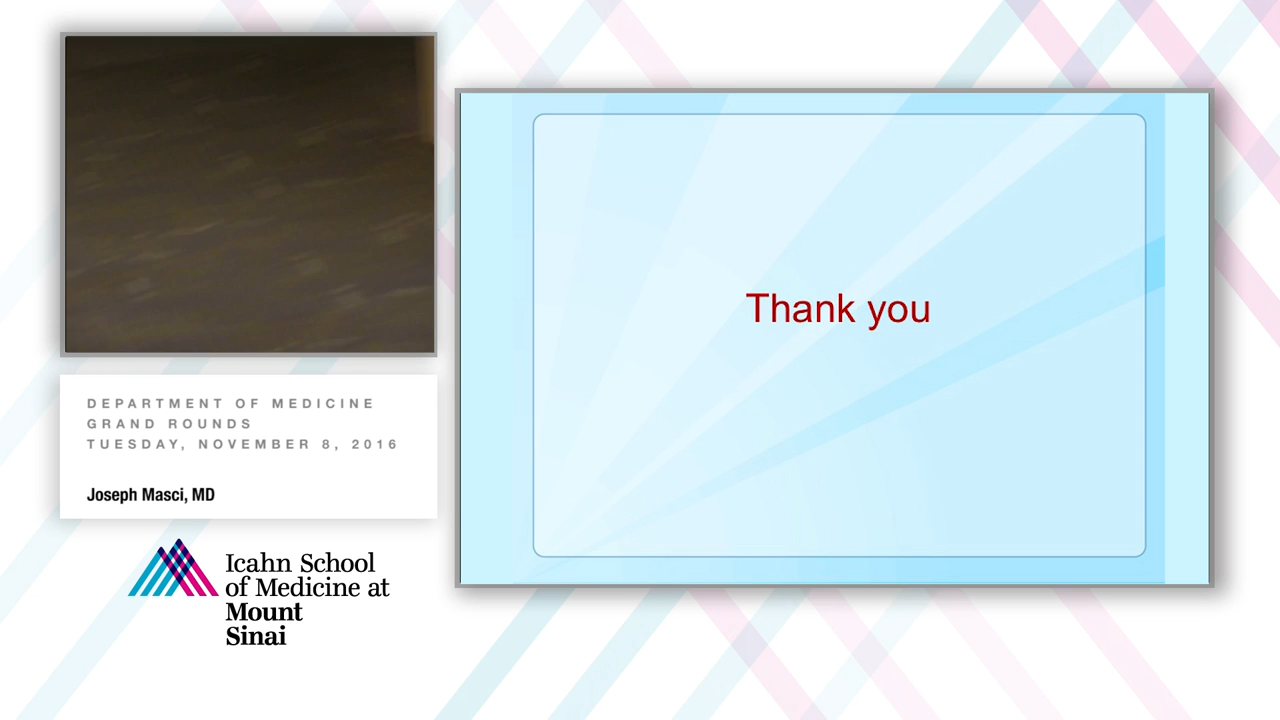 Thank you
DEPARTMENT OF MEDICINE
GRAND ROUNDS
TUESDAY, NOVEMBER 8, 2016
Joseph Masci, MD
Icahn School
of Medicine at
Mount
Sinai